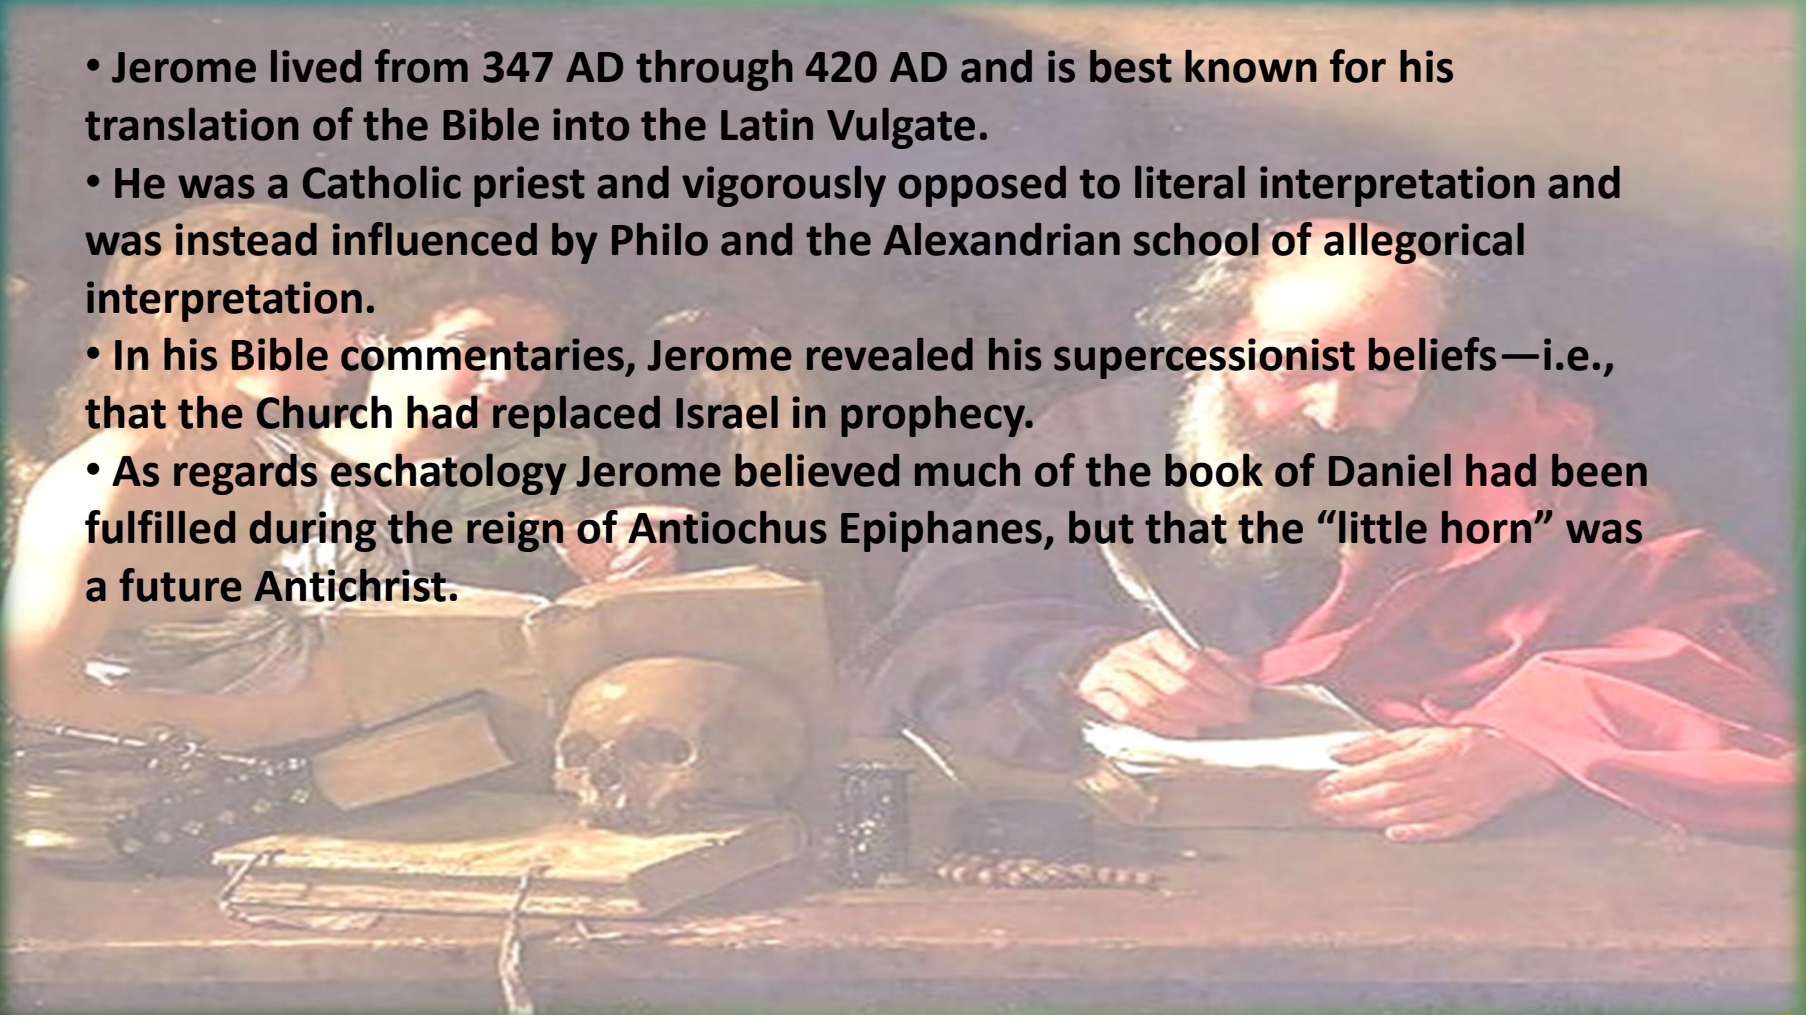 • Jerome lived from 347 AD through 420 AD and is best known for his
translation of the Bible into the Latin Vulgate.
• He was a Catholic priest and vigorously opposed to literal interpretation and
was instead influenced by Philo and the Alexandrian school of allegorical
interpretation.
• In his Bible commentaries, Jerome revealed his supercessionist beliefs—i.e.,
that the Church had replaced Israel in prophecy.
• As regards eschatology Jerome believed much of the book of Daniel had been
fulfilled during the reign of Antiochus Epiphanes, but that the “little horn” was
a future Antichrist.